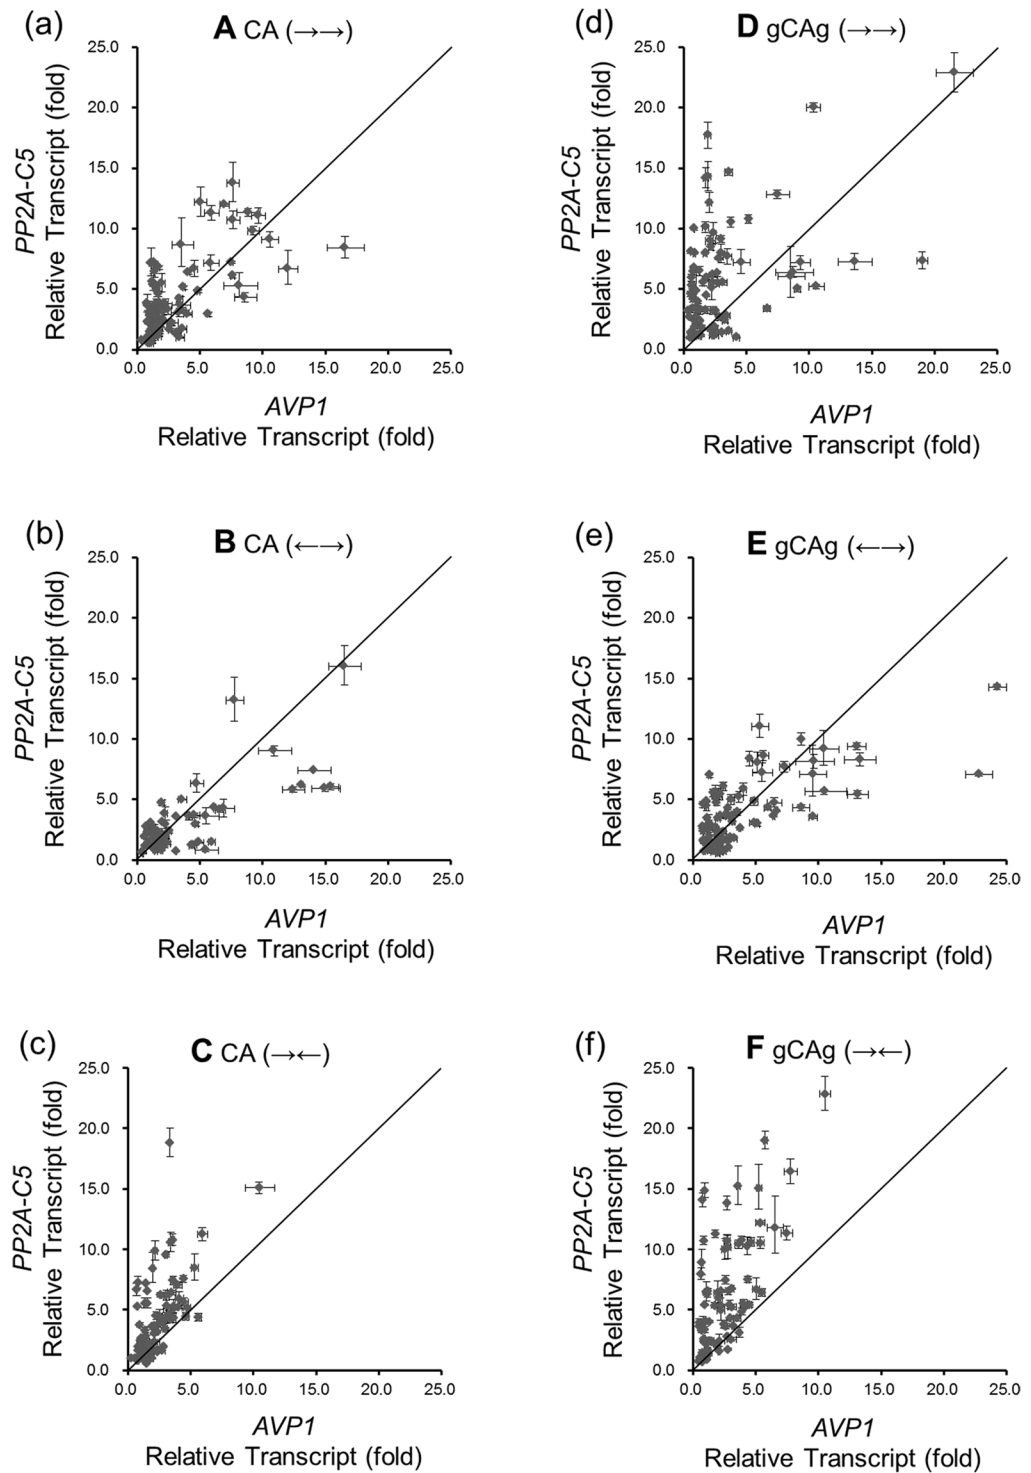 (a)
A CA (→→)
PP2A-C5
Relative Transcript (fold)
25.0
20.0
15.0
10.0
5.0
0.0
0.0 5.0 10.0 15.0 20.0 25.0
AVP1
Relative Transcript (fold)
(d)
D gCAg (→→)
PP2A-C5
Relative Transcript (fold)
25.0
20.0
15.0
10.0
5.0
0.0
0.0 5.0 10.0 15.0 20.0 25.0
AVP1
Relative Transcript (fold)
(b)
B CA (←→)
PP2A-C5
Relative Transcript (fold)
25.0
20.0
15.0
10.0
5.0
0.0
0.0 5.0 10.0 15.0 20.0 25.0
AVP1
Relative Transcript (fold)
(e)
E gCAg (←→)
PP2A-C5
Relative Transcript (fold)
25.0
20.0
15.0
10.0
5.0
0.0
0.0 5.0 10.0 15.0 20.0 25.0
AVP1
Relative Transcript (fold)
(c)
C CA (→←)
PP2A-C5
Relative Transcript (fold)
25.0
20.0
15.0
10.0
5.0
0.0
0.0 5.0 10.0 15.0 20.0 25.0
AVP1
Relative Transcript (fold)
(f)
F gCAg (→←)
PP2A-C5
Relative Transcript (fold)
25.0
20.0
15.0
10.0
5.0
0.0
0.0 5.0 10.0 15.0 20.0 25.0
AVP1
Relative Transcript (fold)